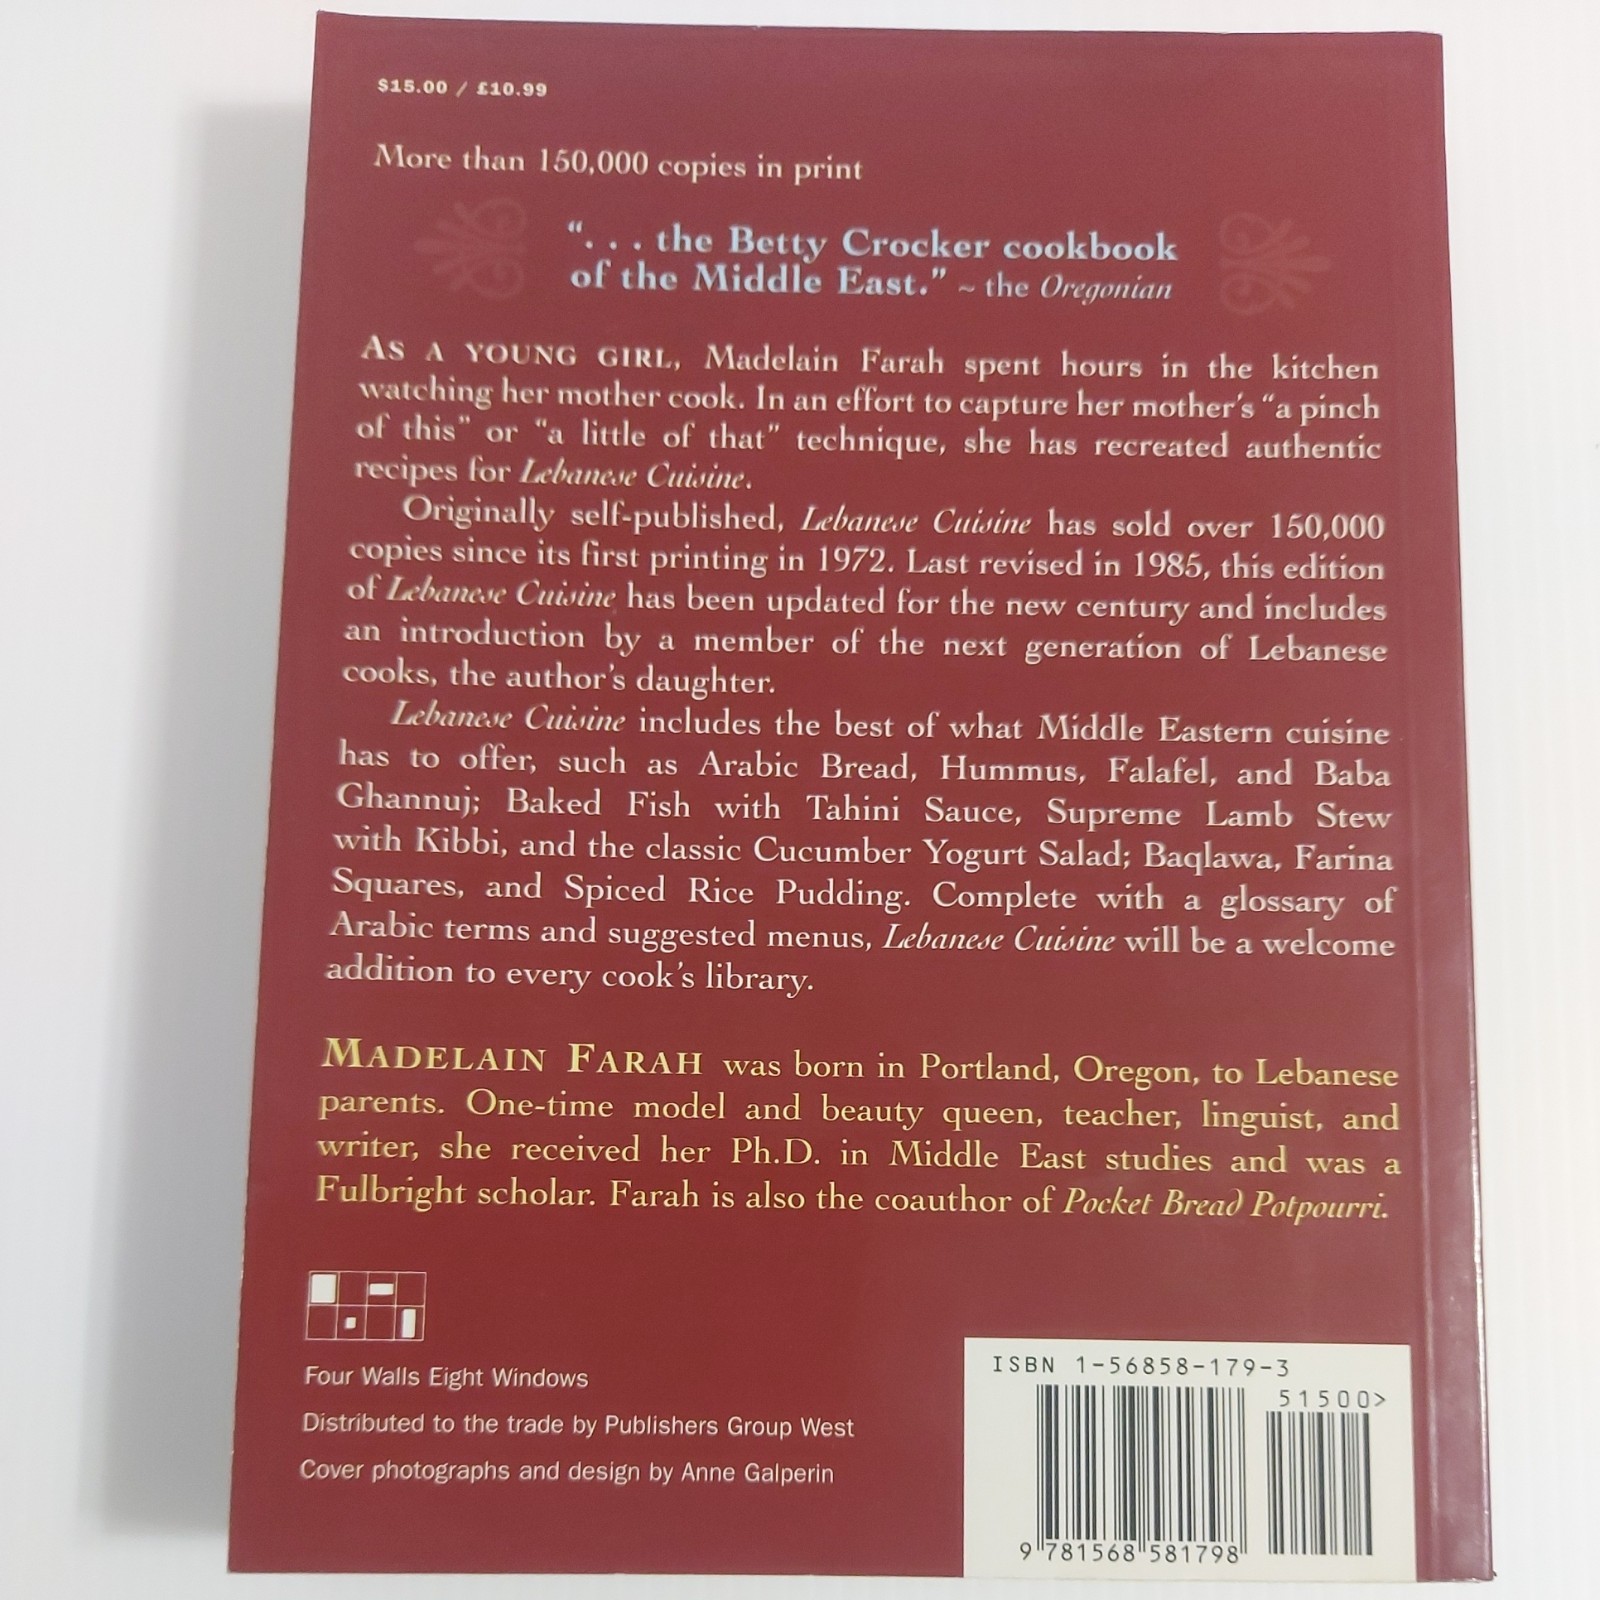 $15.00 / £10.99
More than 150,000 copies in print
“. . . the Betty Crocker cookbook
of the Middle East.” ~ the Oregonian
AS A YOUNG GIRL, Madelain Farah spent hours in the kitchen
watching her mother cook. In an effort to capture her mother’s “a pinch
of this” or “a little of that” technique, she has recreated authentic
recipes for Lebanese Cuisine.
Originally self-published, Lebanese Cuisine has sold over 150,000
copies since its first printing in 1972. Last revised in 1985, this edition
of Lebanese Cuisine has been updated for the new century and includes
an introduction by a member of the next generation of Lebanese
cooks, the author’s daughter.
Lebanese Cuisine includes the best of what Middle Eastern cuisine
has to offer, such as Arabic Bread, Hummus, Falafel, and Baba
Ghannuj; Baked Fish with Tahini Sauce, Supreme Lamb Stew
with Kibbi, and the classic Cucumber Yogurt Salad; Baqlawa, Farina
Squares, and Spiced Rice Pudding. Complete with a glossary of
Arabic terms and suggested menus, Lebanese Cuisine will be a welcome
addition to every cook’s library.
MADELAIN FARAH was born in Portland, Oregon, to Lebanese
parents. One-time model and beauty queen, teacher, linguist, and
writer, she received her Ph.D. in Middle East studies and was a
Fulbright scholar. Farah is also the coauthor of Pocket Bread Potpourri.
Four Walls Eight Windows
Distributed to the trade by Publishers Group West
Cover photographs and design by Anne Galperin
ISBN 1-56858-179-3
51500>
9 781568 581798